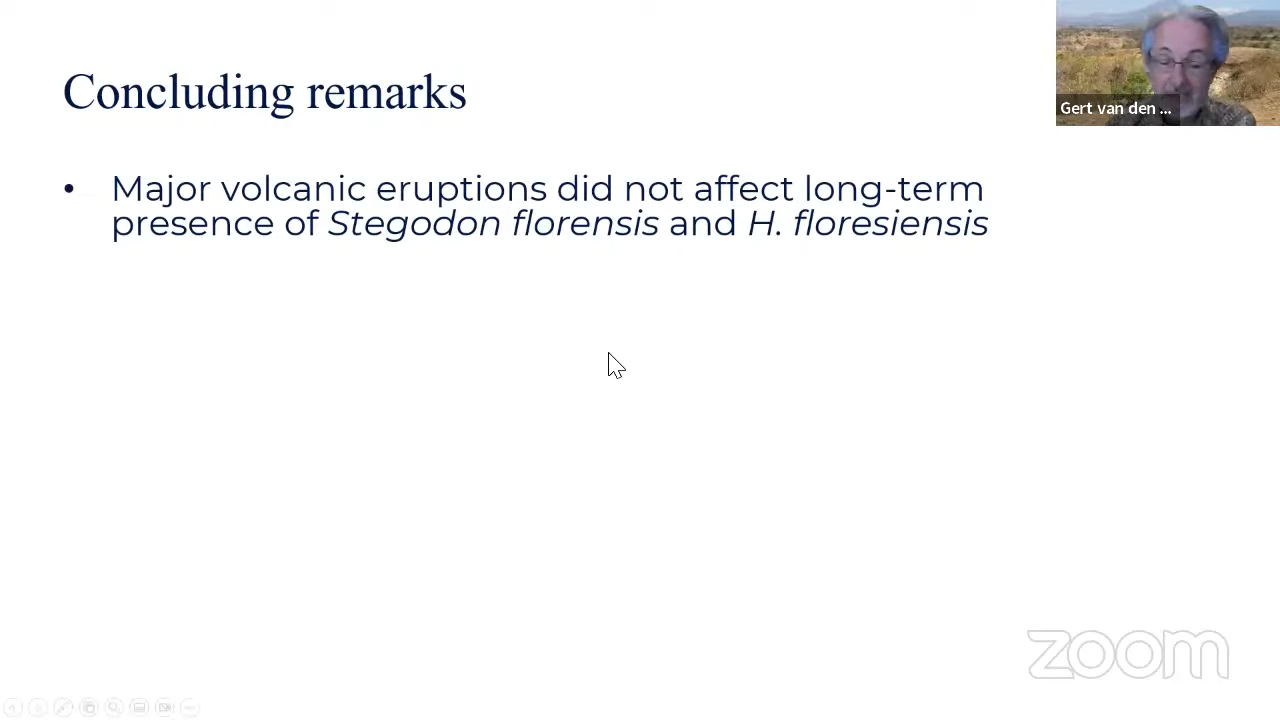 Concluding remarks
Gert van den ...
• Major volcanic eruptions did not affect long-term
presence of Stegodon florensis and H. floresiensis
zoom